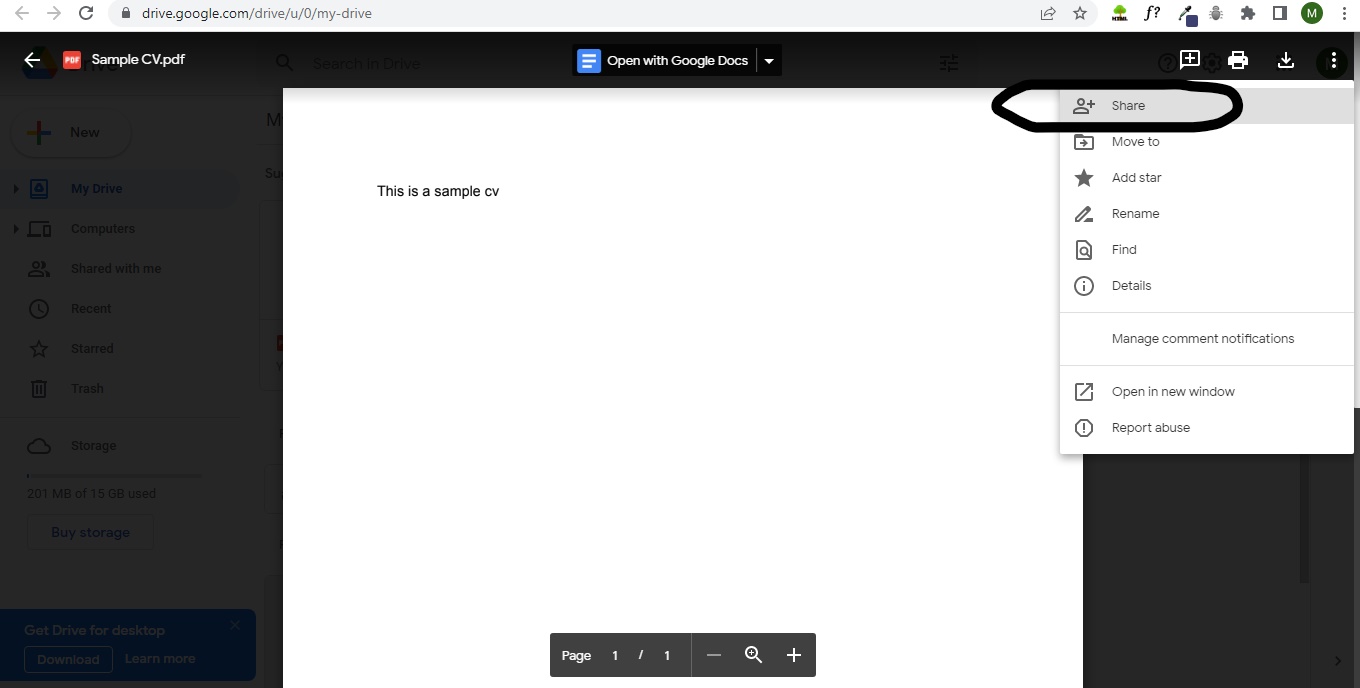 drive.google.com/drive/u/0/my-drive
HTML
f?
M
PDF
Sample CV.pdf
Search in Drive
Open with Google Docs
New
M
Su
My Drive
Computers
Shared with me
Recent
Starred
Trash
Storage
201 MB of 15 GB used
Buy storage
Get Drive for desktop
Download
Learn more
This is a sample cv
Share
Move to
Add star
Rename
Find
Details
Manage comment notifications
Open in new window
Report abuse
Page 1 / 1